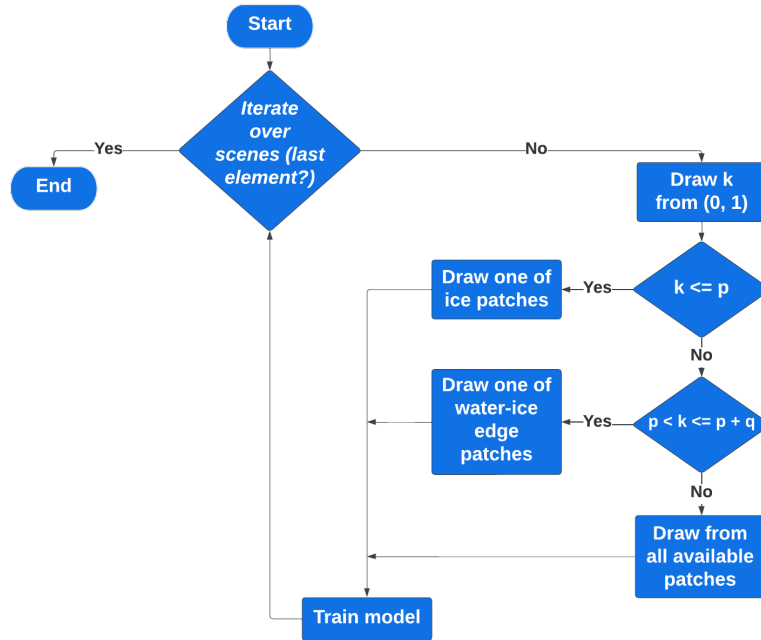 Start
Iterate
over
scenes (last
element?)
Yes
No
End
Draw k
from (0, 1)
k <= p
Yes
Draw one of
ice patches
No
p < k <= p + q
Yes
Draw one of
water-ice
edge
patches
No
Draw from
all available
patches
Train model